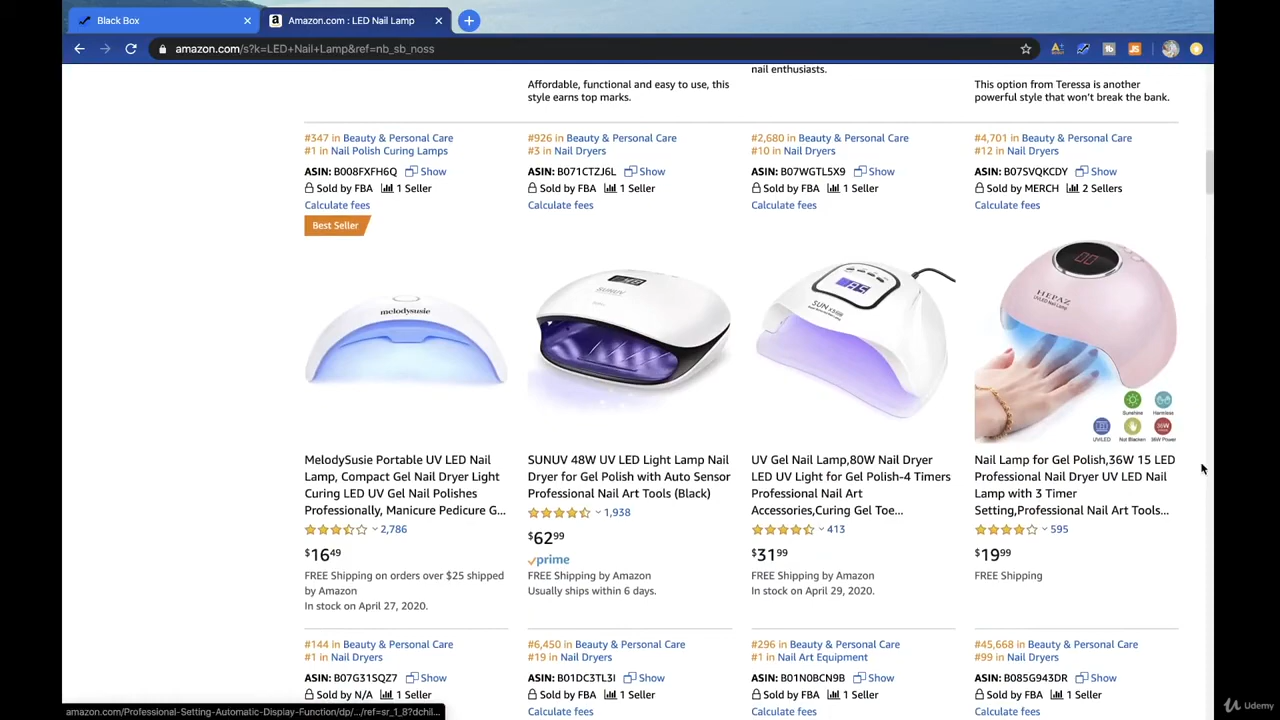 Black Box
Amazon.com : LED Nail Lamp
amazon.com/s?k=LED+Nail+Lamp&ref=nb_sb_noss
Affordable, functional and easy to use, this
style earns top marks.
nail enthusiasts.
This option from Teressa is another
powerful style that won't break the bank.
#347 in Beauty & Personal Care
#1 in Nail Polish Curing Lamps
ASIN: B008FXFH6Q Show
Sold by FBA 1 Seller
Calculate fees
Best Seller
#926 in Beauty & Personal Care
#3 in Nail Dryers
ASIN: B071CTZJ6L Show
Sold by FBA 1 Seller
Calculate fees
#2,680 in Beauty & Personal Care
#10 in Nail Dryers
ASIN: B07WGTL5X9 Show
Sold by FBA 1 Seller
Calculate fees
#4,701 in Beauty & Personal Care
#12 in Nail Dryers
ASIN: B07SVQKCDY Show
Sold by MERCH 2 Sellers
Calculate fees
melodysusie
SUNUV
HEPAZ
Sunshine
Harmless
UV/LED
Not Blacken
36W Power
MelodySusie Portable UV LED Nail
Lamp, Compact Gel Nail Dryer Light
Curing LED UV Gel Nail Polishes
Professionally, Manicure Pedicure G...
2,786
$16.49
FREE Shipping on orders over $25 shipped
by Amazon
In stock on April 27, 2020.
SUNUV 48W UV LED Light Lamp Nail
Dryer for Gel Polish with Auto Sensor
Professional Nail Art Tools (Black)
1,938
$62.99
prime
FREE Shipping by Amazon
Usually ships within 6 days.
UV Gel Nail Lamp,80W Nail Dryer
LED UV Light for Gel Polish-4 Timers
Professional Nail Art
Accessories,Curing Gel Toe...
413
$31.99
FREE Shipping by Amazon
In stock on April 29, 2020.
Nail Lamp for Gel Polish,36W 15 LED
Professional Nail Dryer UV LED Nail
Lamp with 3 Timer
Setting,Professional Nail Art Tools...
595
$19.99
FREE Shipping
#144 in Beauty & Personal Care
#1 in Nail Dryers
ASIN: B07G31SQZ7 Show
Sold by N/A 1 Seller
#6,450 in Beauty & Personal Care
#19 in Nail Dryers
ASIN: B01DC3TL3I Show
Sold by FBA 1 Seller
Calculate fees
#296 in Beauty & Personal Care
#1 in Nail Art Equipment
ASIN: B01N0BCN9B Show
Sold by FBA 1 Seller
Calculate fees
#45,668 in Beauty & Personal Care
#99 in Nail Dryers
ASIN: B085G943DR Show
Sold by FBA 1 Seller
Calculate fees
amazon.com/Professional-Setting-Automatic-Display-Function/dp/.../ref=sr_1_8?dchil...
Udemy